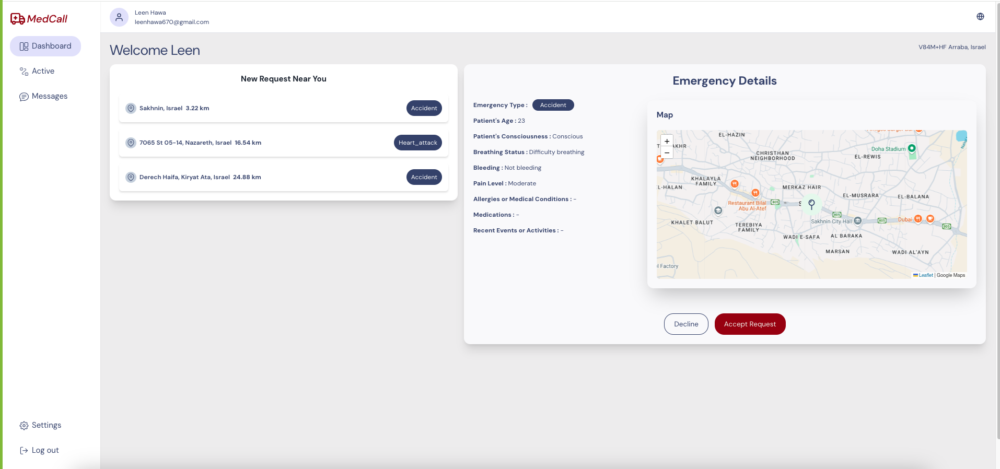 MedCall
Leen Hawa
leenhawa670@gmail.com
Dashboard
Active
Messages
Settings
Log out
Welcome Leen
V84M+HF Arraba, Israel
New Request Near You
Sakhnin, Israel 3.22 km
Accident
7065 St 05-14, Nazareth, Israel 16.54 km
Heart_attack
Derech Haifa, Kiryat Ata, Israel 24.88 km
Accident
Emergency Details
Emergency Type : Accident
Patient's Age : 23
Patient's Consciousness : Conscious
Breathing Status : Difficulty breathing
Bleeding : Not bleeding
Pain Level : Moderate
Allergies or Medical Conditions : -
Medications : -
Recent Events or Activities : -
Map
+
−
EL-HAZIN
CHRISTHAN
NEIGHBORHOOD
Doha Stadium
EL-REWIS
KHALAYLA
FAMILY
L-HALAN
MERKAZ HAIR
EL-MUSRARA
EL-BALANA
Restaurant Bilal
Abu Al-Atef
805
805
805
805
Dubai
KHALET BALUT
TEREBIYA
FAMILY
Sakhnin City Hall
WADI E-SAFA
AL BARAKA
MARSAN
WADI AL'AYN
l Factory
Leaflet | Google Maps
Decline
Accept Request